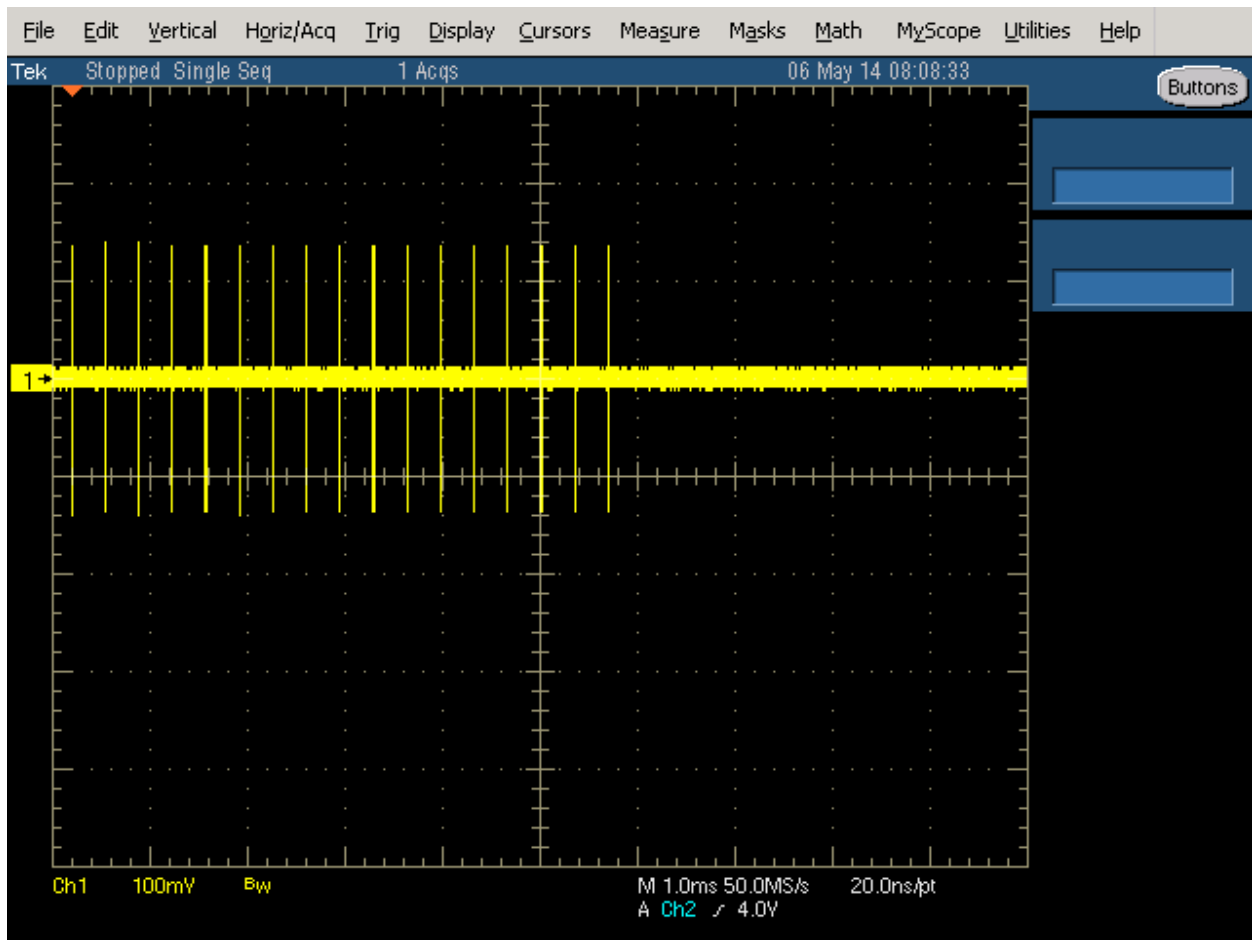 File Edit Vertical Horiz/Acq Trig Display Cursors Measure Masks Math MyScope Utilities Help
Tek Stopped Single Seq 1 Acqs 06 May 14 08:08:33
Buttons
1
Ch1 100mV BW M 1.0ms 50.0MS/s 20.0ns/pt
A Ch2 4.0V